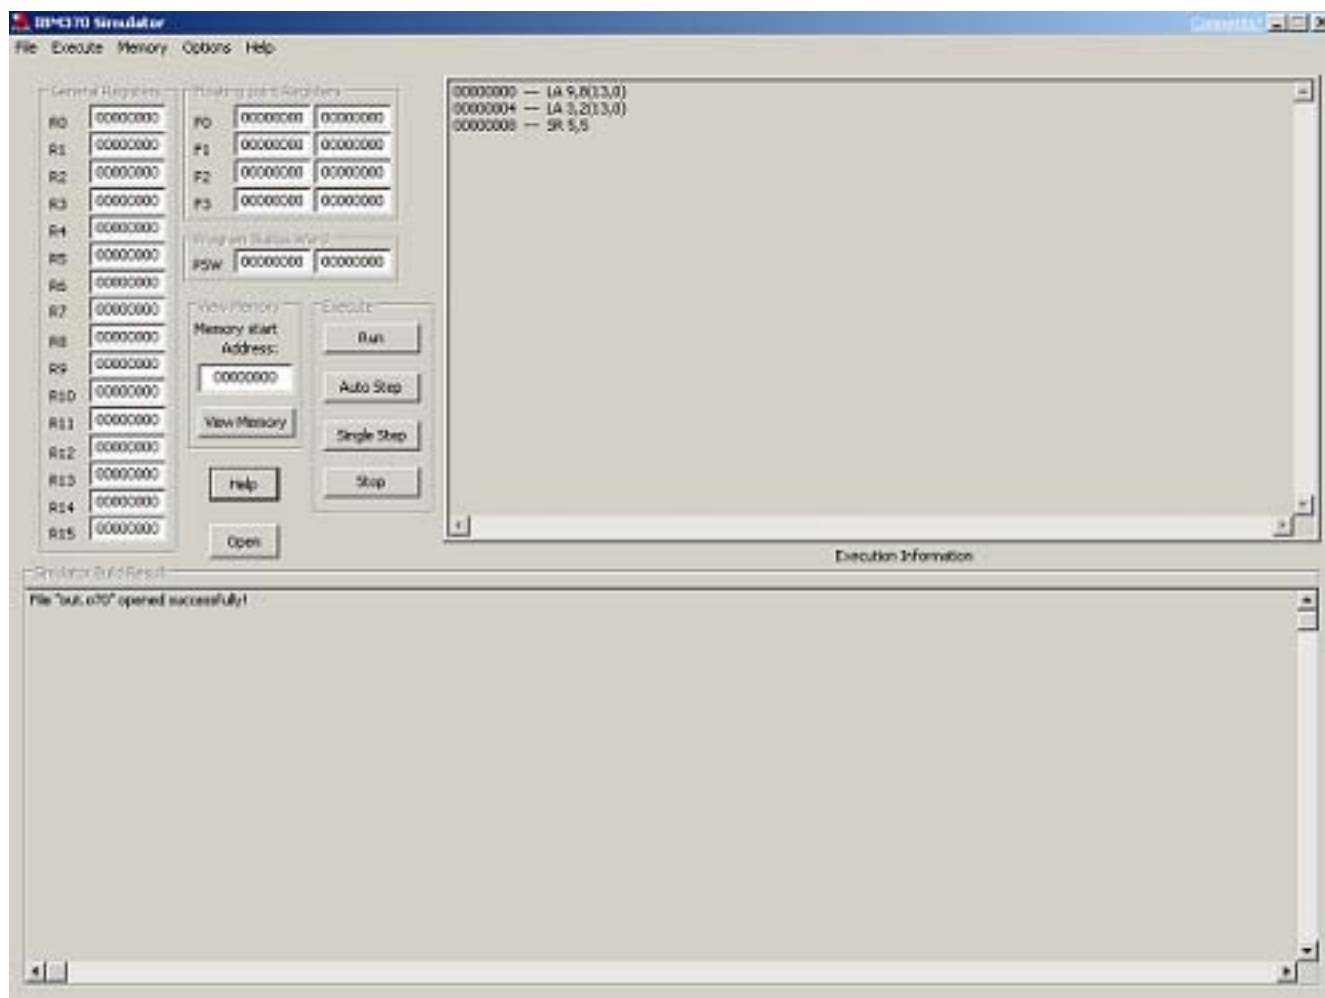 IBM370 Simulator
Comments!
File Execute Memory Options Help
General Registers
R0 00000000
R1 00000000
R2 00000000
R3 00000000
R4 00000000
R5 00000000
R6 00000000
R7 00000000
R8 00000000
R9 00000000
R10 00000000
R11 00000000
R12 00000000
R13 00000000
R14 00000000
R15 00000000
Floating point Registers
F0 00000000 00000000
F1 00000000 00000000
F2 00000000 00000000
F3 00000000 00000000
Program Status Word
PSW 00000000 00000000
View Memory
Memory start
Address:
00000000
View Memory
Help
Open
Execute
Run
Auto Step
Single Step
Stop
00000000 --- LA 9,8(13,0)
00000004 --- LA 3,2(13,0)
00000008 --- SR 5,5
Execution Information
Simulator Build Result
File "out.o70" opened successfully!